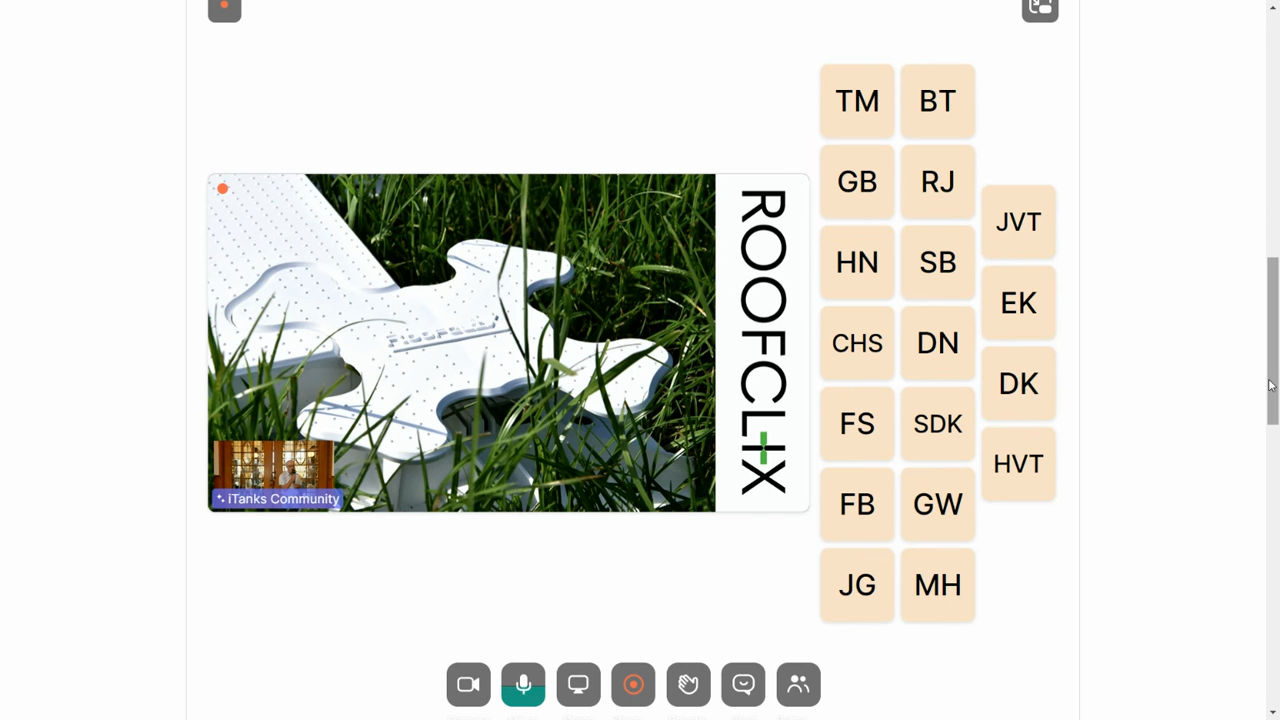 TM BT
GB RJ
JVT
HN SB
EK
CHS DN
DK
FS SDK
HVT
FB GW
JG MH
ROOFCLIX
iTanks Community